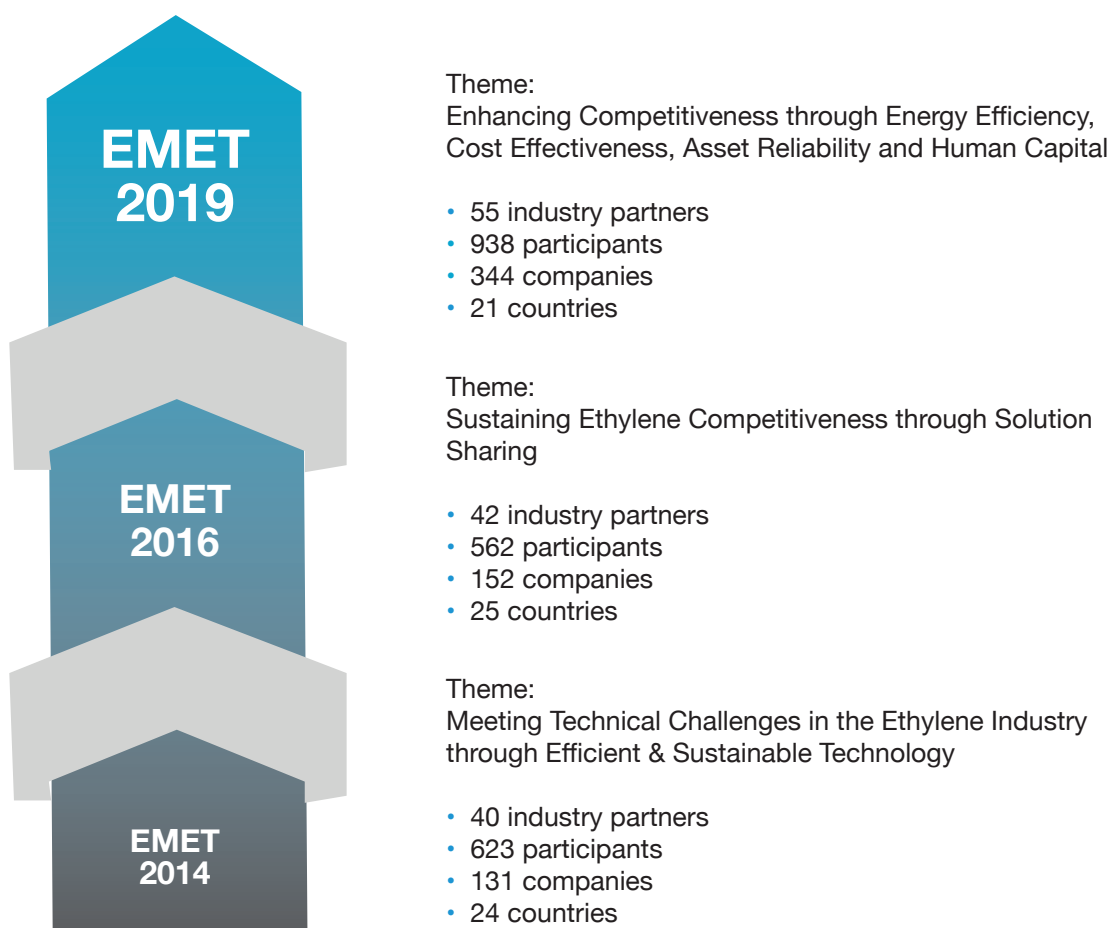 EMET
2019
Theme:
Enhancing Competitiveness through Energy Efficiency,
Cost Effectiveness, Asset Reliability and Human Capital
• 55 industry partners
• 938 participants
• 344 companies
• 21 countries
EMET
2016
Theme:
Sustaining Ethylene Competitiveness through Solution
Sharing
• 42 industry partners
• 562 participants
• 152 companies
• 25 countries
EMET
2014
Theme:
Meeting Technical Challenges in the Ethylene Industry
through Efficient & Sustainable Technology
• 40 industry partners
• 623 participants
• 131 companies
• 24 countries